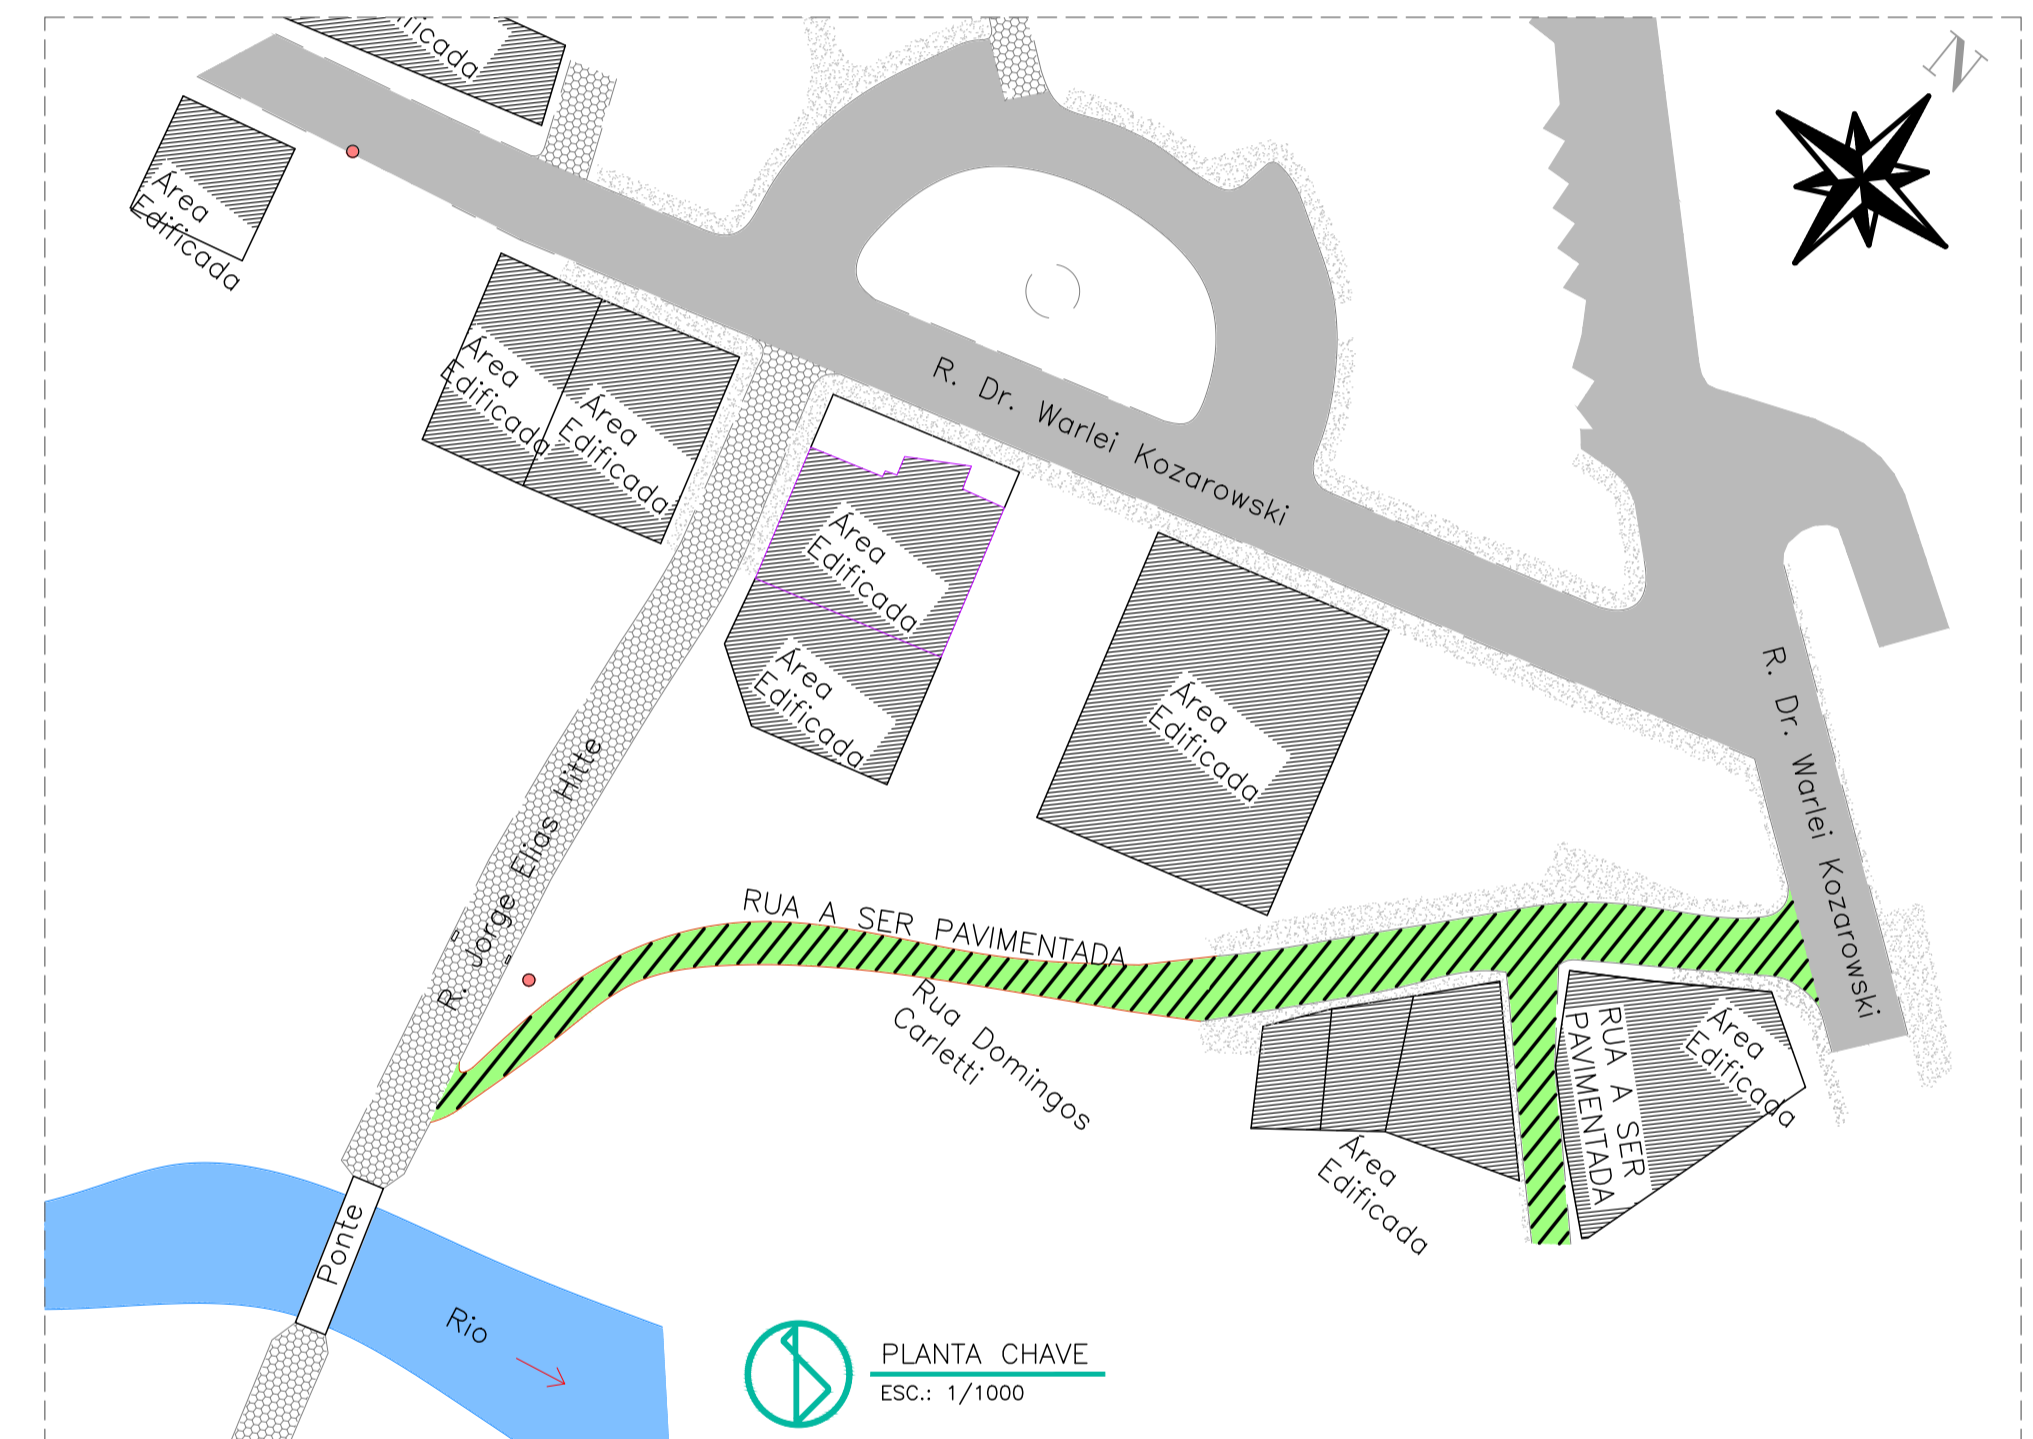 N
Área
Edificada
Área
Edificada
Área
Edificada
R. Dr. Warlei Kozarowski
Área
Edificada
Área
Edificada
Área
Edificada
R. Dr. Warlei Kozarowski
R. Jorge Elias Hitte
RUA A SER PAVIMENTADA
Rua Domingos
Carletti
RUA A SER
PAVIMENTADA
Área
Edificada
Área
Edificada
Ponte
Rio
PLANTA CHAVE
ESC.: 1/1000